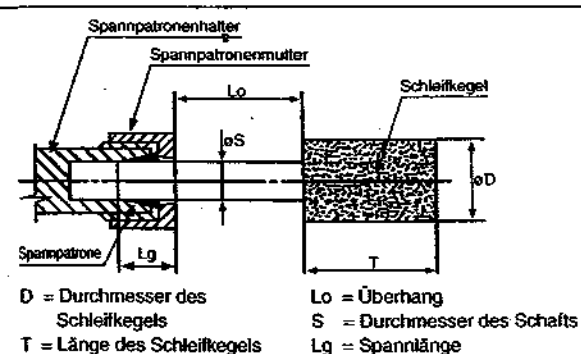 Spannpatronenhalter
Spannpatronenmutter
Lo
Schleifkegel
øS
øD
Spannpatrone
Lg
T
D = Durchmesser des
Schleifkegels
T = Länge des Schleifkegels
Lo = Überhang
S = Durchmesser des Schafts
Lg = Spannlänge